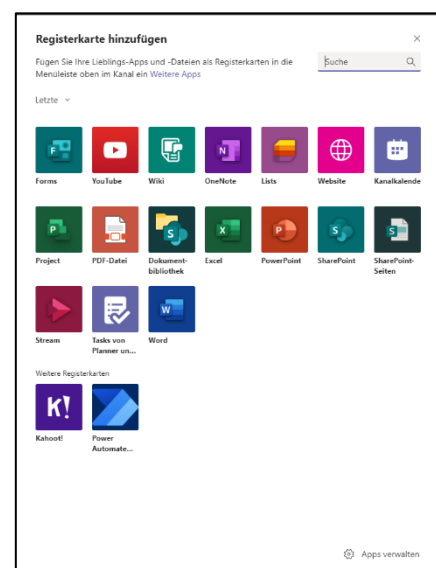 Registerkarte hinzufügen
Fügen Sie Ihre Lieblings-Apps und -Dateien als Registerkarten in die
Menüleiste oben im Kanal ein Weitere Apps
Suche
Letzte
Forms YouTube Wiki OneNote Lists Website Kanalkalende
Project PDF-Datei Dokument- Excel PowerPoint SharePoint SharePoint-
bibliothek Seiten
Stream Tasks von Word
Planner un...
Weitere Registerkarten
K!
Kahoot! Power
Automate...
Apps verwalten